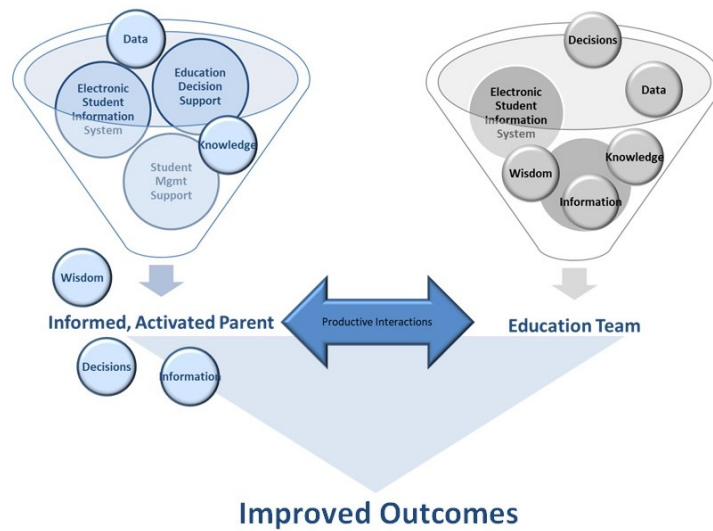 Data
Electronic
Student
Information
System
Education
Decision
Support
Knowledge
Student
Mgmt
Support
Decisions
Data
Electronic
Student
Information
System
Knowledge
Wisdom
Information
Wisdom
Informed, Activated Parent
Productive Interactions
Education Team
Decisions
Information
Improved Outcomes